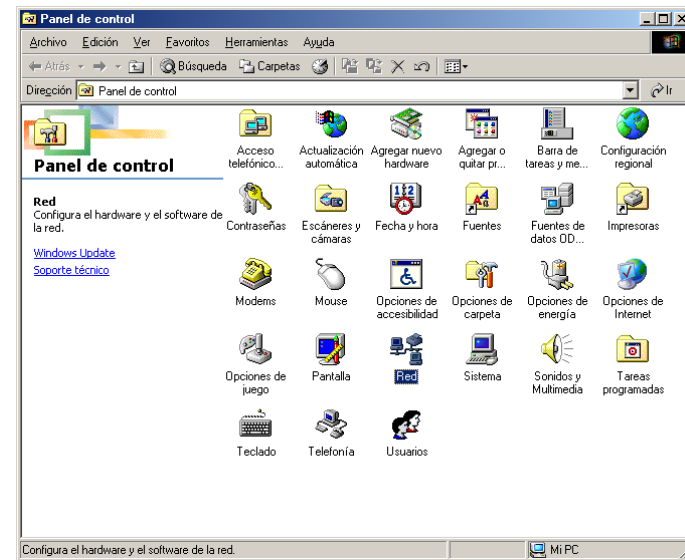 Panel de control
Archivo Edición Ver Favoritos Herramientas Ayuda
Atrás Búsqueda Carpetas
Dirección Panel de control Ir
Panel de control
Red
Configura el hardware y el software de
la red.
Windows Update
Soporte técnico
Acceso
telefónico...
Actualización
automática
Agregar nuevo
hardware
Agregar o
quitar pr...
Barra de
tareas y me...
Configuración
regional
Contraseñas
Escáneres y
cámaras
Fecha y hora
Fuentes
Fuentes de
datos OD...
Impresoras
Modems
Mouse
Opciones de
accesibilidad
Opciones de
carpeta
Opciones de
energía
Opciones de
Internet
Opciones de
juego
Pantalla
Red
Sistema
Sonidos y
Multimedia
Tareas
programadas
Teclado
Telefonía
Usuarios
Configura el hardware y el software de la red.
Mi PC